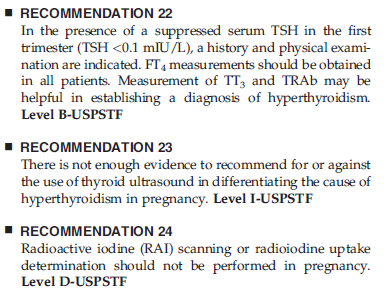 ■ RECOMMENDATION 22
In the presence of a suppressed serum TSH in the first
trimester (TSH <0.1 mIU/L), a history and physical exami-
nation are indicated. FT4 measurements should be obtained
in all patients. Measurement of TT3 and TRAb may be
helpful in establishing a diagnosis of hyperthyroidism.
Level B-USPSTF
■ RECOMMENDATION 23
There is not enough evidence to recommend for or against
the use of thyroid ultrasound in differentiating the cause of
hyperthyroidism in pregnancy. Level I-USPSTF
■ RECOMMENDATION 24
Radioactive iodine (RAI) scanning or radioiodine uptake
determination should not be performed in pregnancy.
Level D-USPSTF